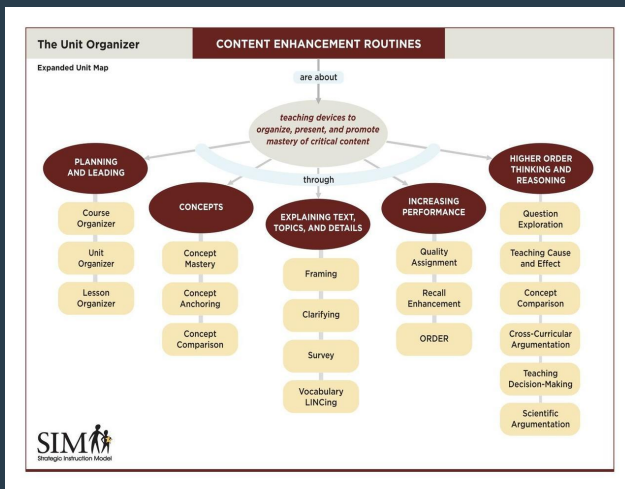 The Unit Organizer
CONTENT ENHANCEMENT ROUTINES
Expanded Unit Map
are about
teaching devices to
organize, present, and promote
mastery of critical content
through
PLANNING
AND LEADING
Course
Organizer
Unit
Organizer
Lesson
Organizer
CONCEPTS
Concept
Mastery
Concept
Anchoring
Concept
Comparison
EXPLAINING TEXT,
TOPICS, AND DETAILS
Framing
Clarifying
Survey
Vocabulary
LINCing
INCREASING
PERFORMANCE
Quality
Assignment
Recall
Enhancement
ORDER
HIGHER ORDER
THINKING AND
REASONING
Question
Exploration
Teaching Cause
and Effect
Concept
Comparison
Cross-Curricular
Argumentation
Teaching
Decision-Making
Scientific
Argumentation
SIM
Strategic Instruction Model